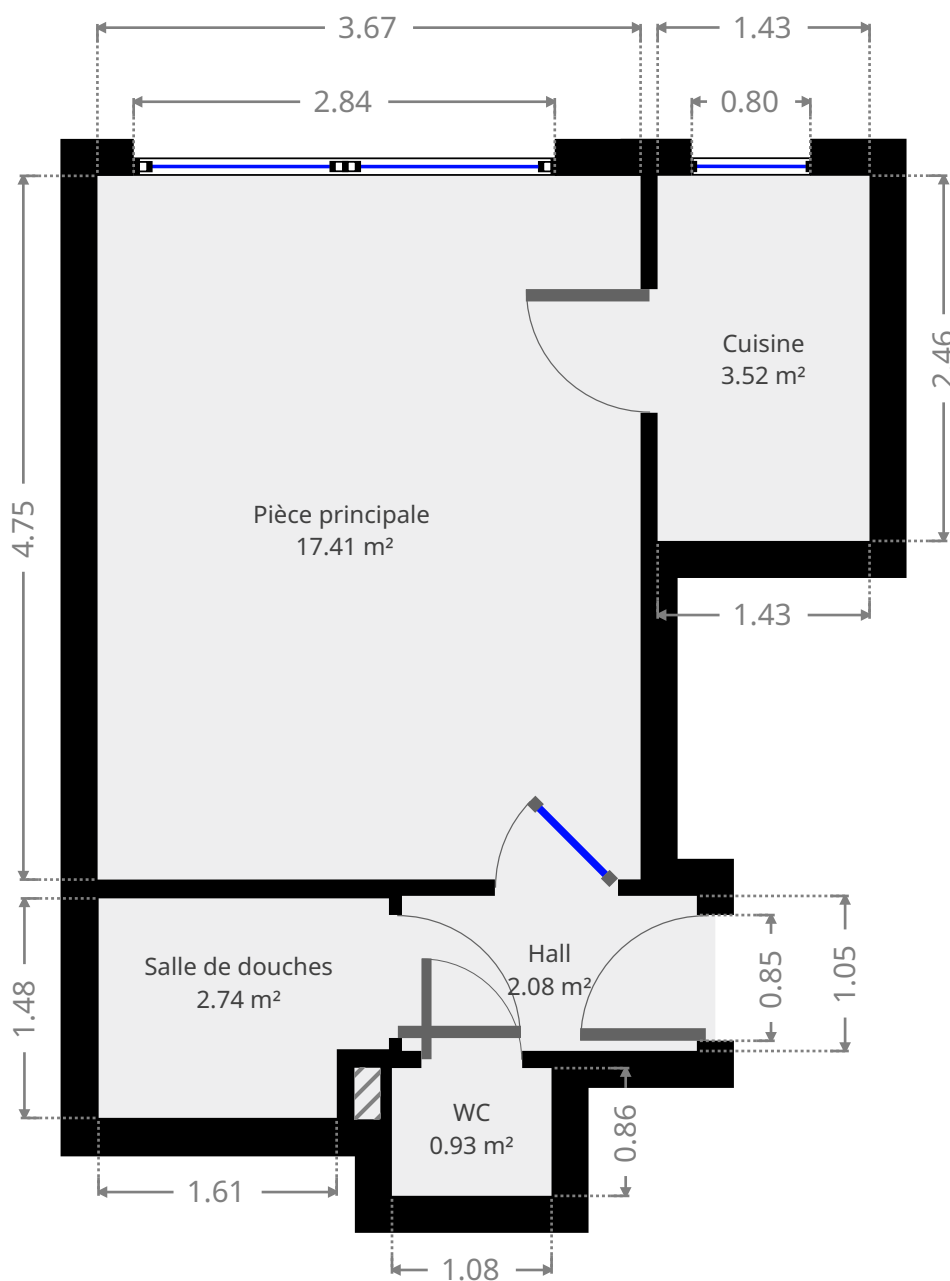 3.67
1.43
2.84
0.80
Cuisine
3.52 m²
2.46
4.75
Pièce principale
17.41 m²
1.43
Hall
2.08 m²
Salle de douches
2.74 m²
0.85
1.05
1.48
WC
0.93 m²
0.86
1.61
1.08